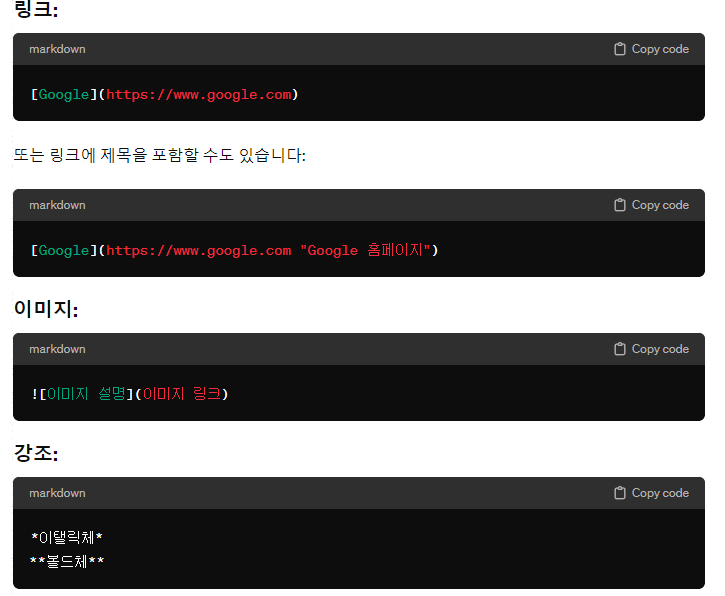 링크:
markdown
Copy code
[Google](https://www.google.com)
또는 링크에 제목을 포함할 수도 있습니다:
markdown
Copy code
[Google](https://www.google.com "Google 홈페이지")
이미지:
markdown
Copy code
![이미지 설명](이미지 링크)
강조:
markdown
Copy code
*이탤릭체*
**볼드체**